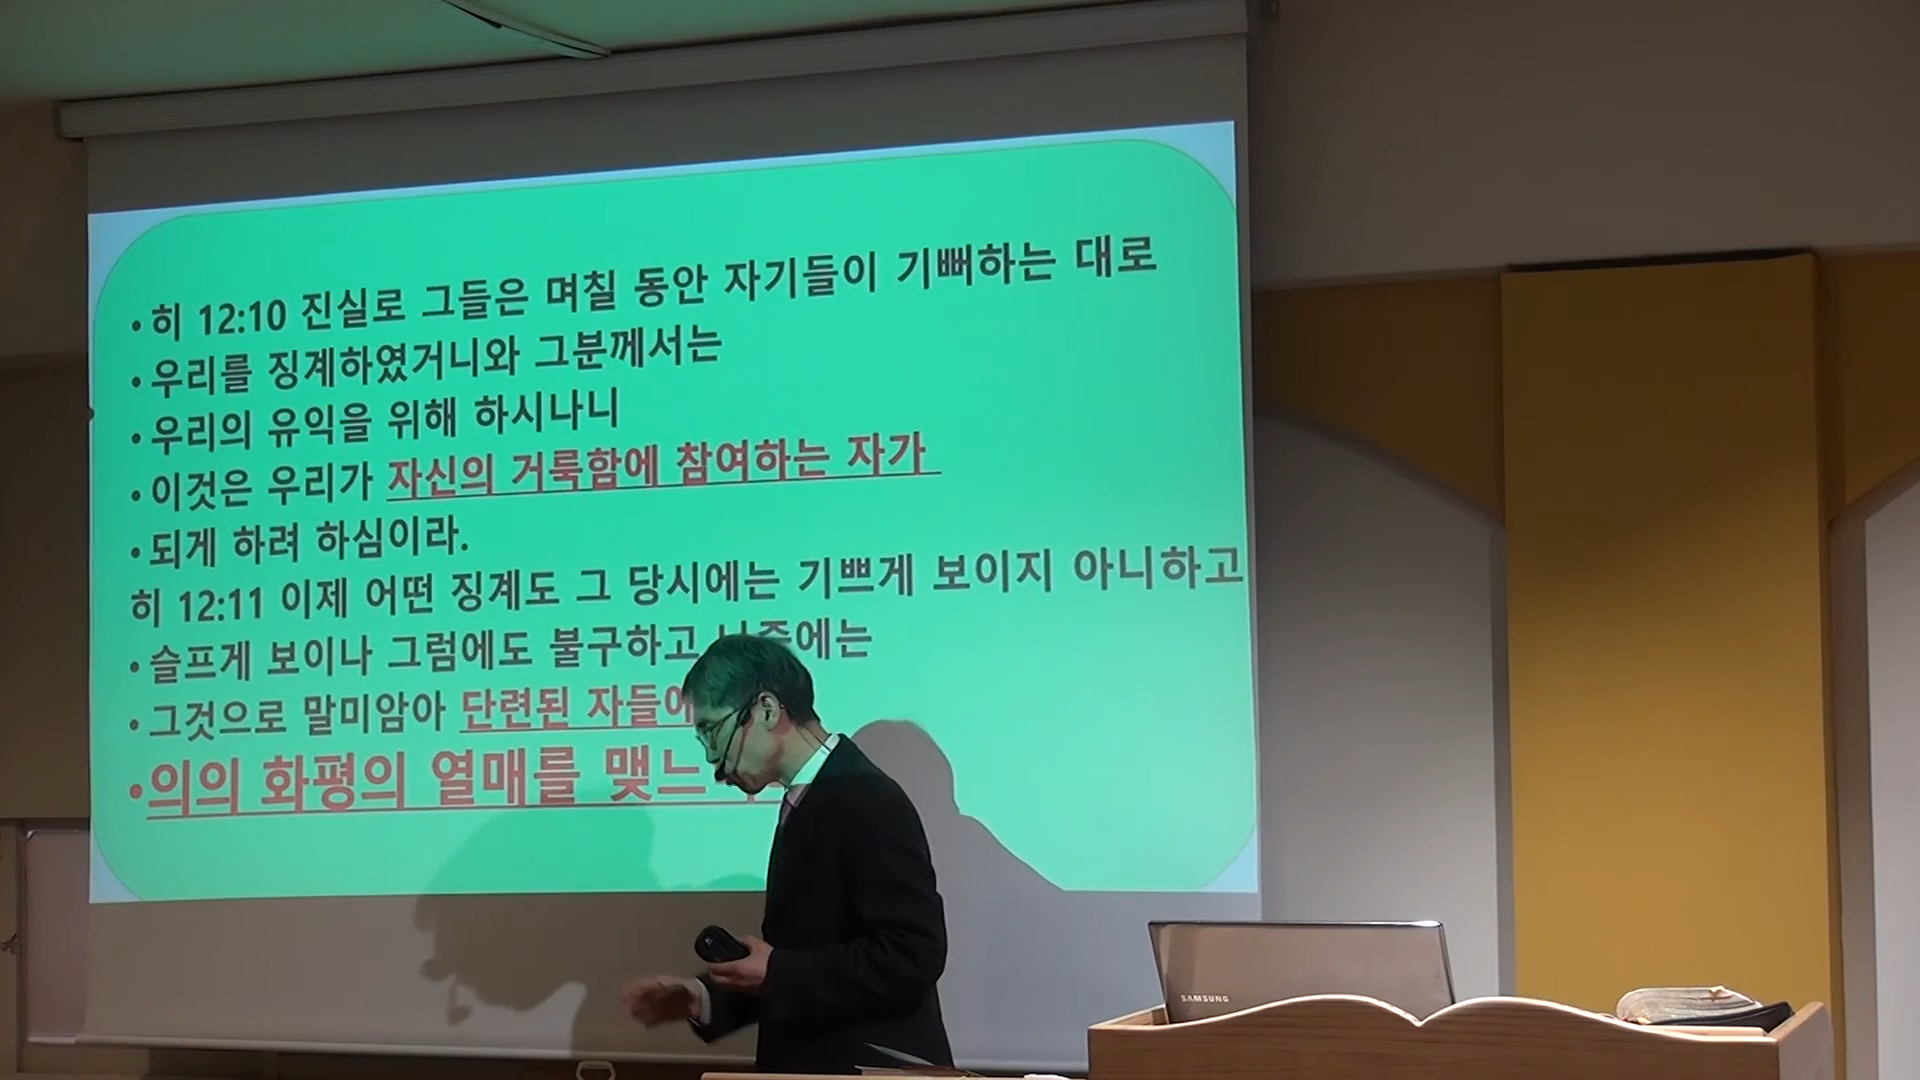 • 히 12:10 진실로 그들은 며칠 동안 자기들이 기뻐하는 대로
• 우리를 징계하였거니와 그분께서는
• 우리의 유익을 위해 하시나니
• 이것은 우리가 자신의 거룩함에 참여하는 자가
• 되게 하려 하심이라.
히 12:11 이제 어떤 징계도 그 당시에는 기쁘게 보이지 아니하고
• 슬프게 보이나 그럼에도 불구하고 나중에는
• 그것으로 말미암아 단련된 자들에
• 의의 화평의 열매를 맺느
SAMSUNG